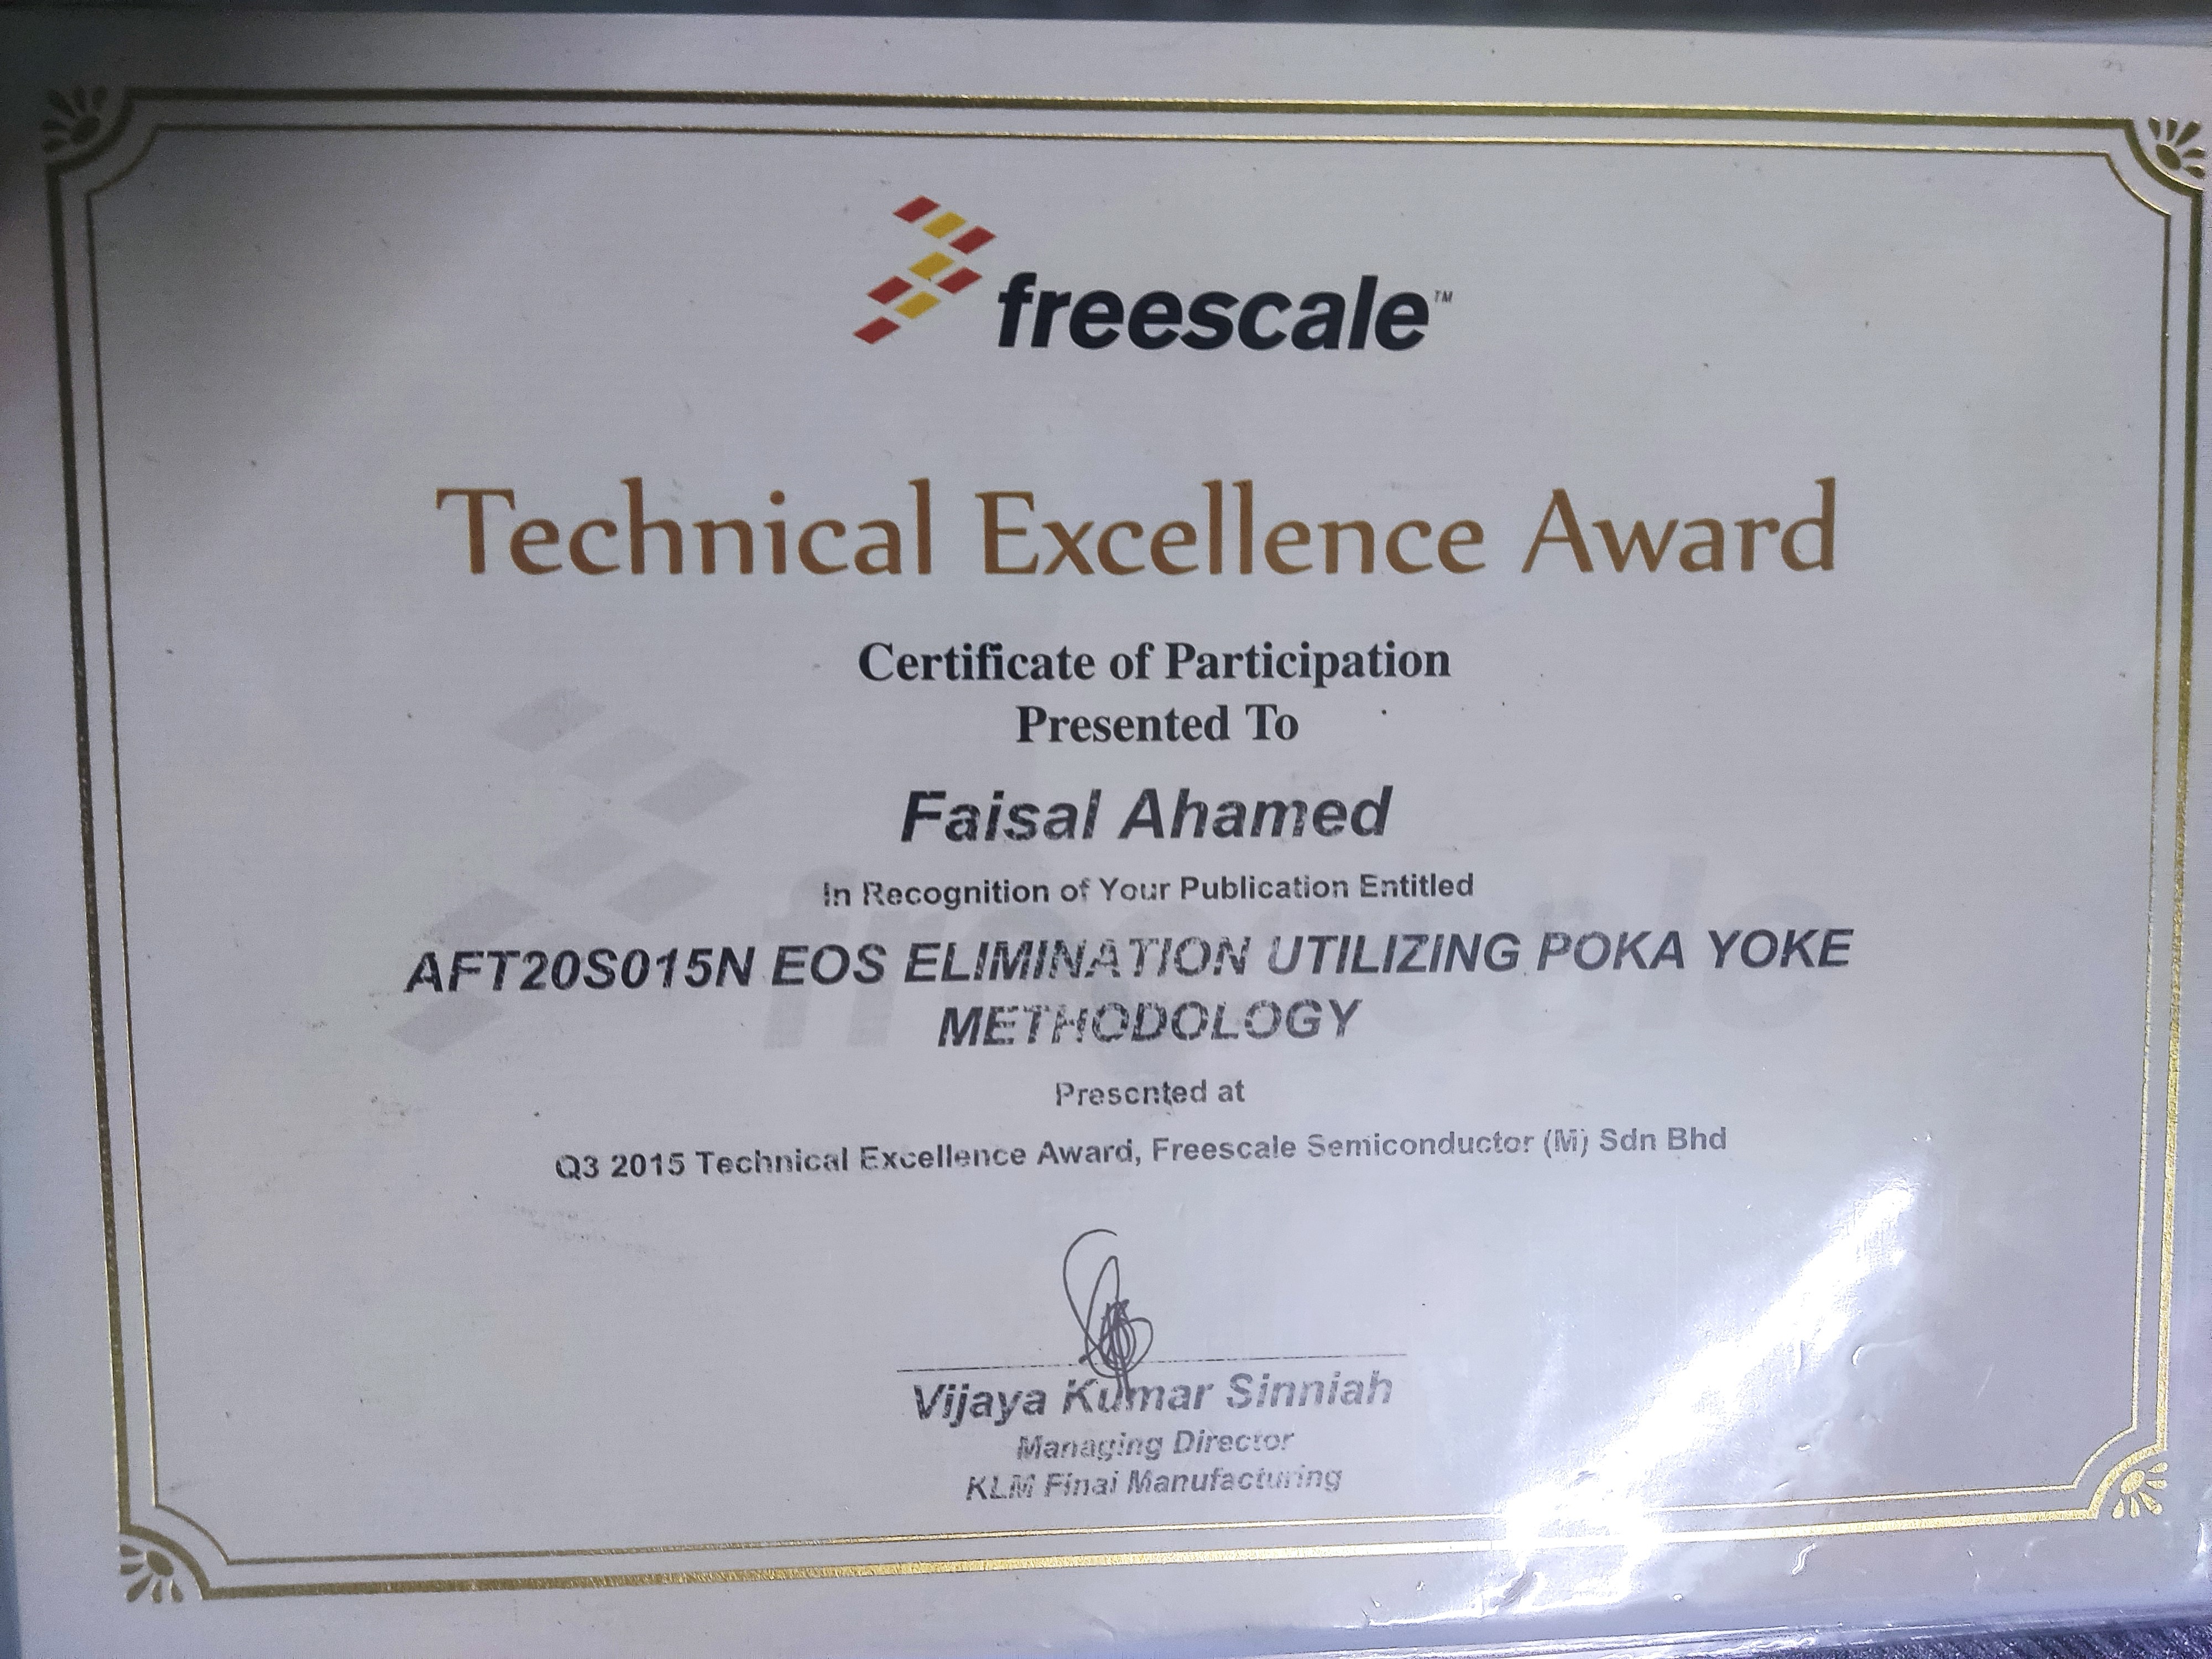 freescale™
Technical Excellence Award
Certificate of Participation
Presented To
Faisal Ahamed
In Recognition of Your Publication Entitled
AFT20S015N EOS ELIMINATION UTILIZING POKA YOKE
METHODOLOGY
Presented at
Q3 2015 Technical Excellence Award, Freescale Semiconductor (M) Sdn Bhd
Vijaya Kumar Sinniah
Managing Director
KLM Final Manufacturing